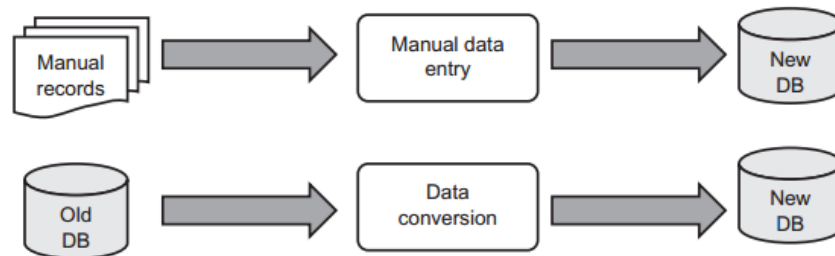 Manual
records
Manual data
entry
New
DB
Old
DB
Data
conversion
New
DB